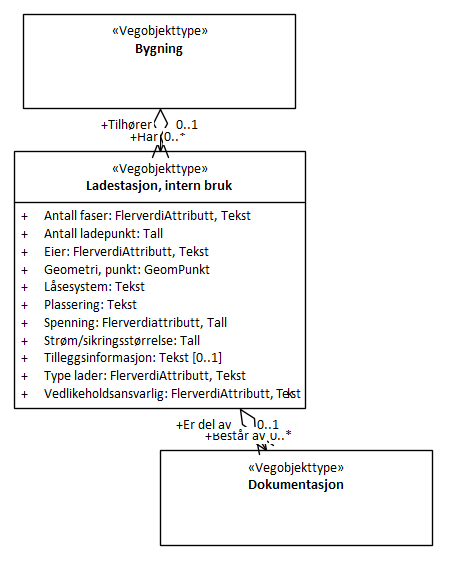 «Vegobjekttype»
Bygning
+Tilhører 0..1
+Har 0..*
«Vegobjekttype»
Ladestasjon, intern bruk
+ Antall faser: FlerverdiAttributt, Tekst
+ Antall ladepunkt: Tall
+ Eier: FlerverdiAttributt, Tekst
+ Geometri, punkt: GeomPunkt
+ Låsesystem: Tekst
+ Plassering: Tekst
+ Spenning: Flerverdiattributt, Tall
+ Strøm/sikringsstørrelse: Tall
+ Tilleggsinformasjon: Tekst [0..1]
+ Type lader: FlerverdiAttributt, Tekst
+ Vedlikeholdsansvarlig: FlerverdiAttributt, Tekst
+Er del av 0..1
+Består av 0..*
«Vegobjekttype»
Dokumentasjon